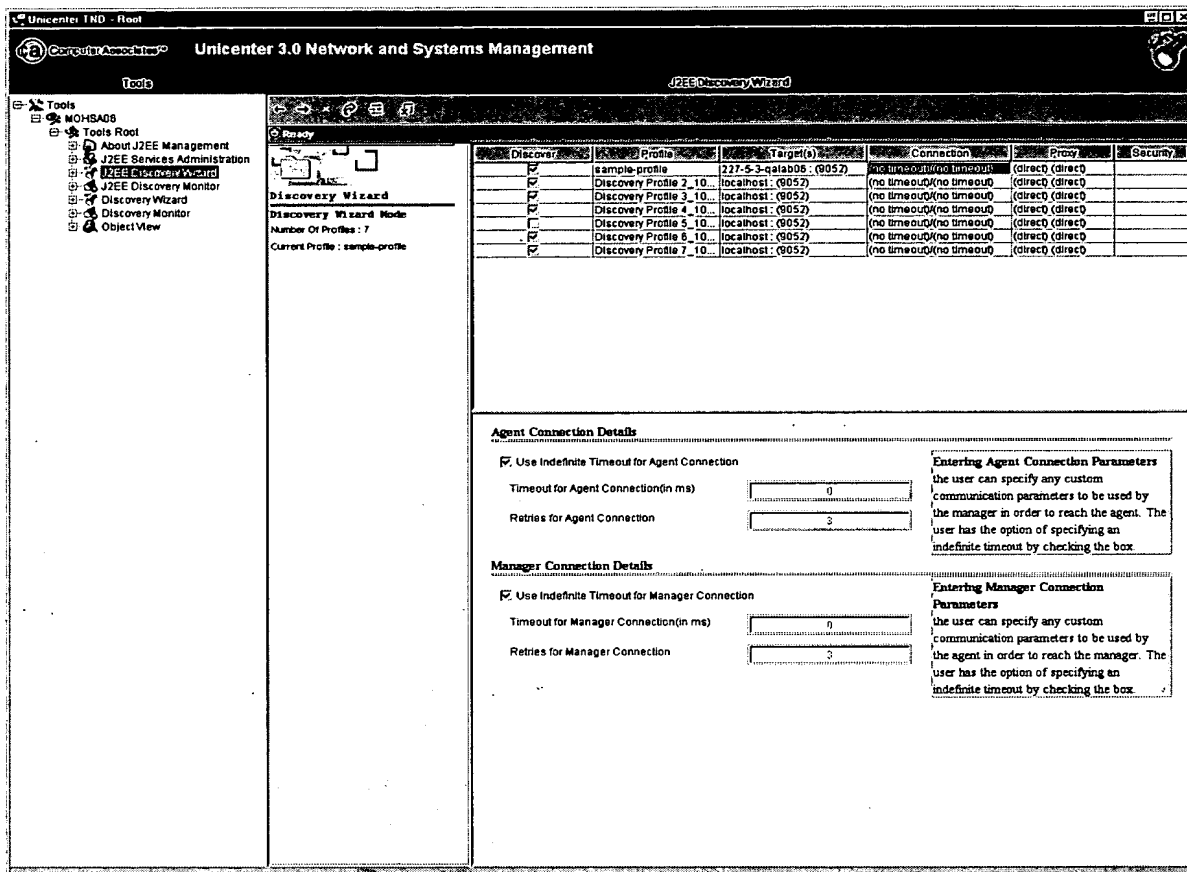 Unicenter TND - Root
Computer Associates
Unicenter 3.0 Network and Systems Management
Tools
J2EE Discovery Wizard
Tools
MOHSA06
Tools Root
About J2EE Management
J2EE Services Administration
J2EE Discovery Wizard
J2EE Discovery Monitor
Discovery Wizard
Discovery Monitor
Object View
Ready
Discovery Wizard
Discovery Wizard Mode
Number Of Profiles : 7
Current Profile : sample-profile
Discover Profile Target(s) Connection Proxy Security
sample-profile 227-5-3-qalab06 : (9052) (no timeout)/(no timeout) (direct) (direct)
Discovery Profile 2_10... localhost : (9052) (no timeout)/(no timeout) (direct) (direct)
Discovery Profile 3_10... localhost : (9052) (no timeout)/(no timeout) (direct) (direct)
Discovery Profile 4_10... localhost : (9052) (no timeout)/(no timeout) (direct) (direct)
Discovery Profile 5_10... localhost : (9052) (no timeout)/(no timeout) (direct) (direct)
Discovery Profile 6_10... localhost : (9052) (no timeout)/(no timeout) (direct) (direct)
Discovery Profile 7_10... localhost : (9052) (no timeout)/(no timeout) (direct) (direct)
Agent Connection Details
Use Indefinite Timeout for Agent Connection
Timeout for Agent Connection(in ms) 0
Retries for Agent Connection 3
Entering Agent Connection Parameters
the user can specify any custom
communication parameters to be used by
the manager in order to reach the agent. The
user has the option of specifying an
indefinite timeout by checking the box
Manager Connection Details
Use Indefinite Timeout for Manager Connection
Timeout for Manager Connection(in ms) 0
Retries for Manager Connection 3
Entering Manager Connection
Parameters
the user can specify any custom
communication parameters to be used by
the agent in order to reach the manager. The
user has the option of specifying an
indefinite timeout by checking the box